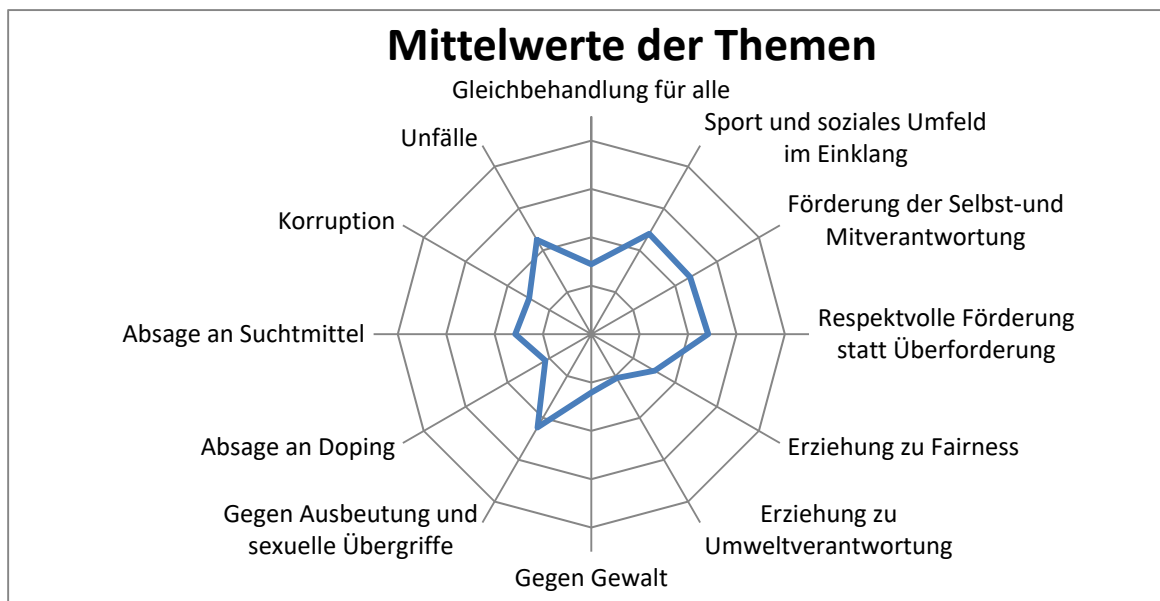 Mittelwerte der Themen
Gleichbehandlung für alle
Sport und soziales Umfeld
im Einklang
Förderung der Selbst-und
Mitverantwortung
Respektvolle Förderung
statt Überforderung
Erziehung zu Fairness
Erziehung zu
Umweltverantwortung
Gegen Gewalt
Gegen Ausbeutung und
sexuelle Übergriffe
Absage an Doping
Absage an Suchtmittel
Korruption
Unfälle